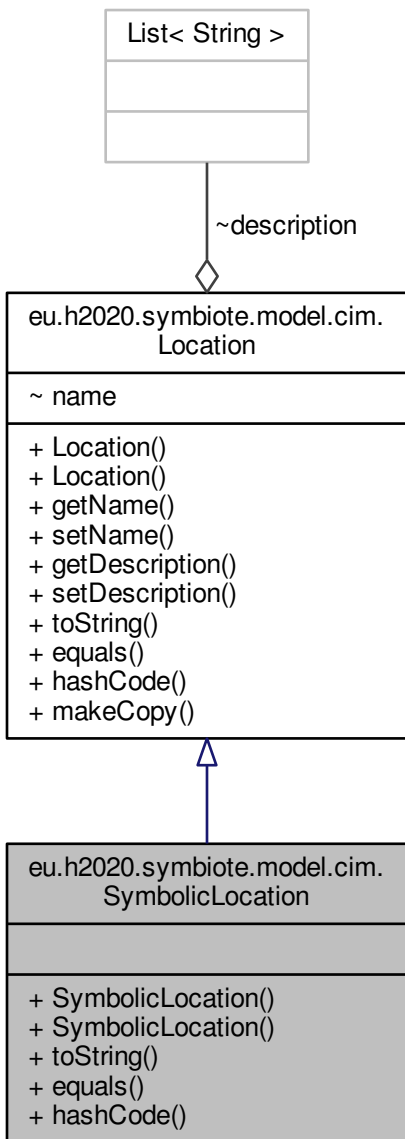 List< String >
~description
eu.h2020.symbiote.model.cim.
Location
~ name
+ Location()
+ Location()
+ getName()
+ setName()
+ getDescription()
+ setDescription()
+ toString()
+ equals()
+ hashCode()
+ makeCopy()
eu.h2020.symbiote.model.cim.
SymbolicLocation
+ SymbolicLocation()
+ SymbolicLocation()
+ toString()
+ equals()
+ hashCode()